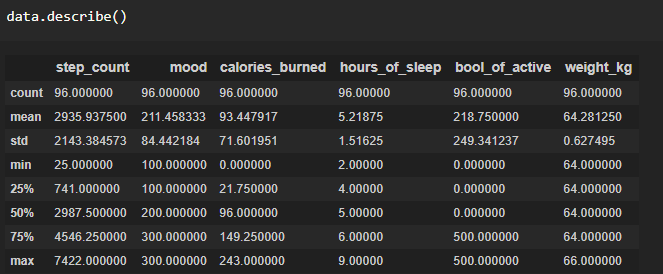 data.describe()
step_count mood calories_burned hours_of_sleep bool_of_active weight_kg
count 96.000000 96.000000 96.000000 96.00000 96.000000 96.000000
mean 2935.937500 211.458333 93.447917 5.21875 218.750000 64.281250
std 2143.384573 84.442184 71.601951 1.51625 249.341237 0.627495
min 25.000000 100.000000 0.000000 2.00000 0.000000 64.000000
25% 741.000000 100.000000 21.750000 4.00000 0.000000 64.000000
50% 2987.500000 200.000000 96.000000 5.00000 0.000000 64.000000
75% 4546.250000 300.000000 149.250000 6.00000 500.000000 64.000000
max 7422.000000 300.000000 243.000000 9.00000 500.000000 66.000000